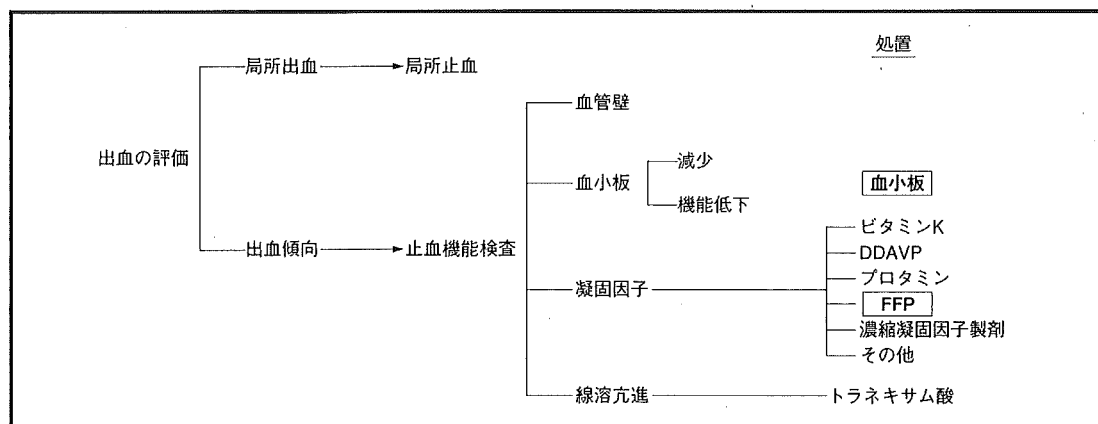 処置
局所出血
局所止血
血管壁
出血の評価
血小板
減少
機能低下
血小板
出血傾向
止血機能検査
ビタミンK
DDAVP
プロタミン
凝固因子
FFP
濃縮凝固因子製剤
その他
線溶亢進
トラネキサム酸